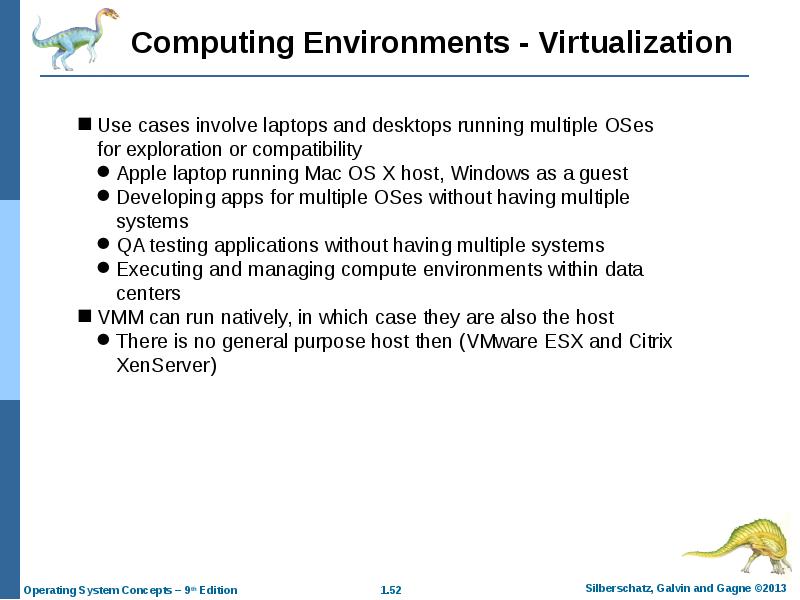 Computing Environments - Virtualization
■ Use cases involve laptops and desktops running multiple OSes
for exploration or compatibility
● Apple laptop running Mac OS X host, Windows as a guest
● Developing apps for multiple OSes without having multiple
systems
● QA testing applications without having multiple systems
● Executing and managing compute environments within data
centers
■ VMM can run natively, in which case they are also the host
● There is no general purpose host then (VMware ESX and Citrix
XenServer)
Operating System Concepts – 9th Edition
1.52
Silberschatz, Galvin and Gagne ©2013